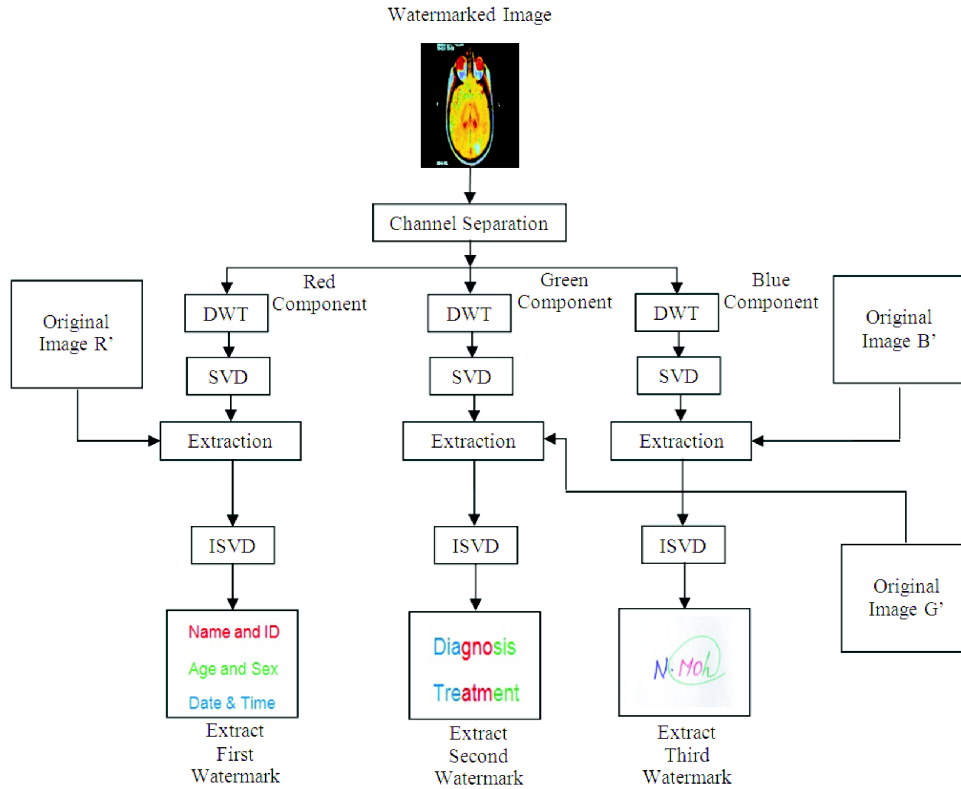 Watermarked Image
Channel Separation
Red
Component
Green
Component
Blue
Component
Original
Image R’
DWT
DWT
DWT
Original
Image B’
SVD
SVD
SVD
Extraction
Extraction
Extraction
ISVD
ISVD
ISVD
Original
Image G’
Name and ID
Age and Sex
Date & Time
Diagnosis
Treatment
N.Moh
Extract
First
Watermark
Extract
Second
Watermark
Extract
Third
Watermark